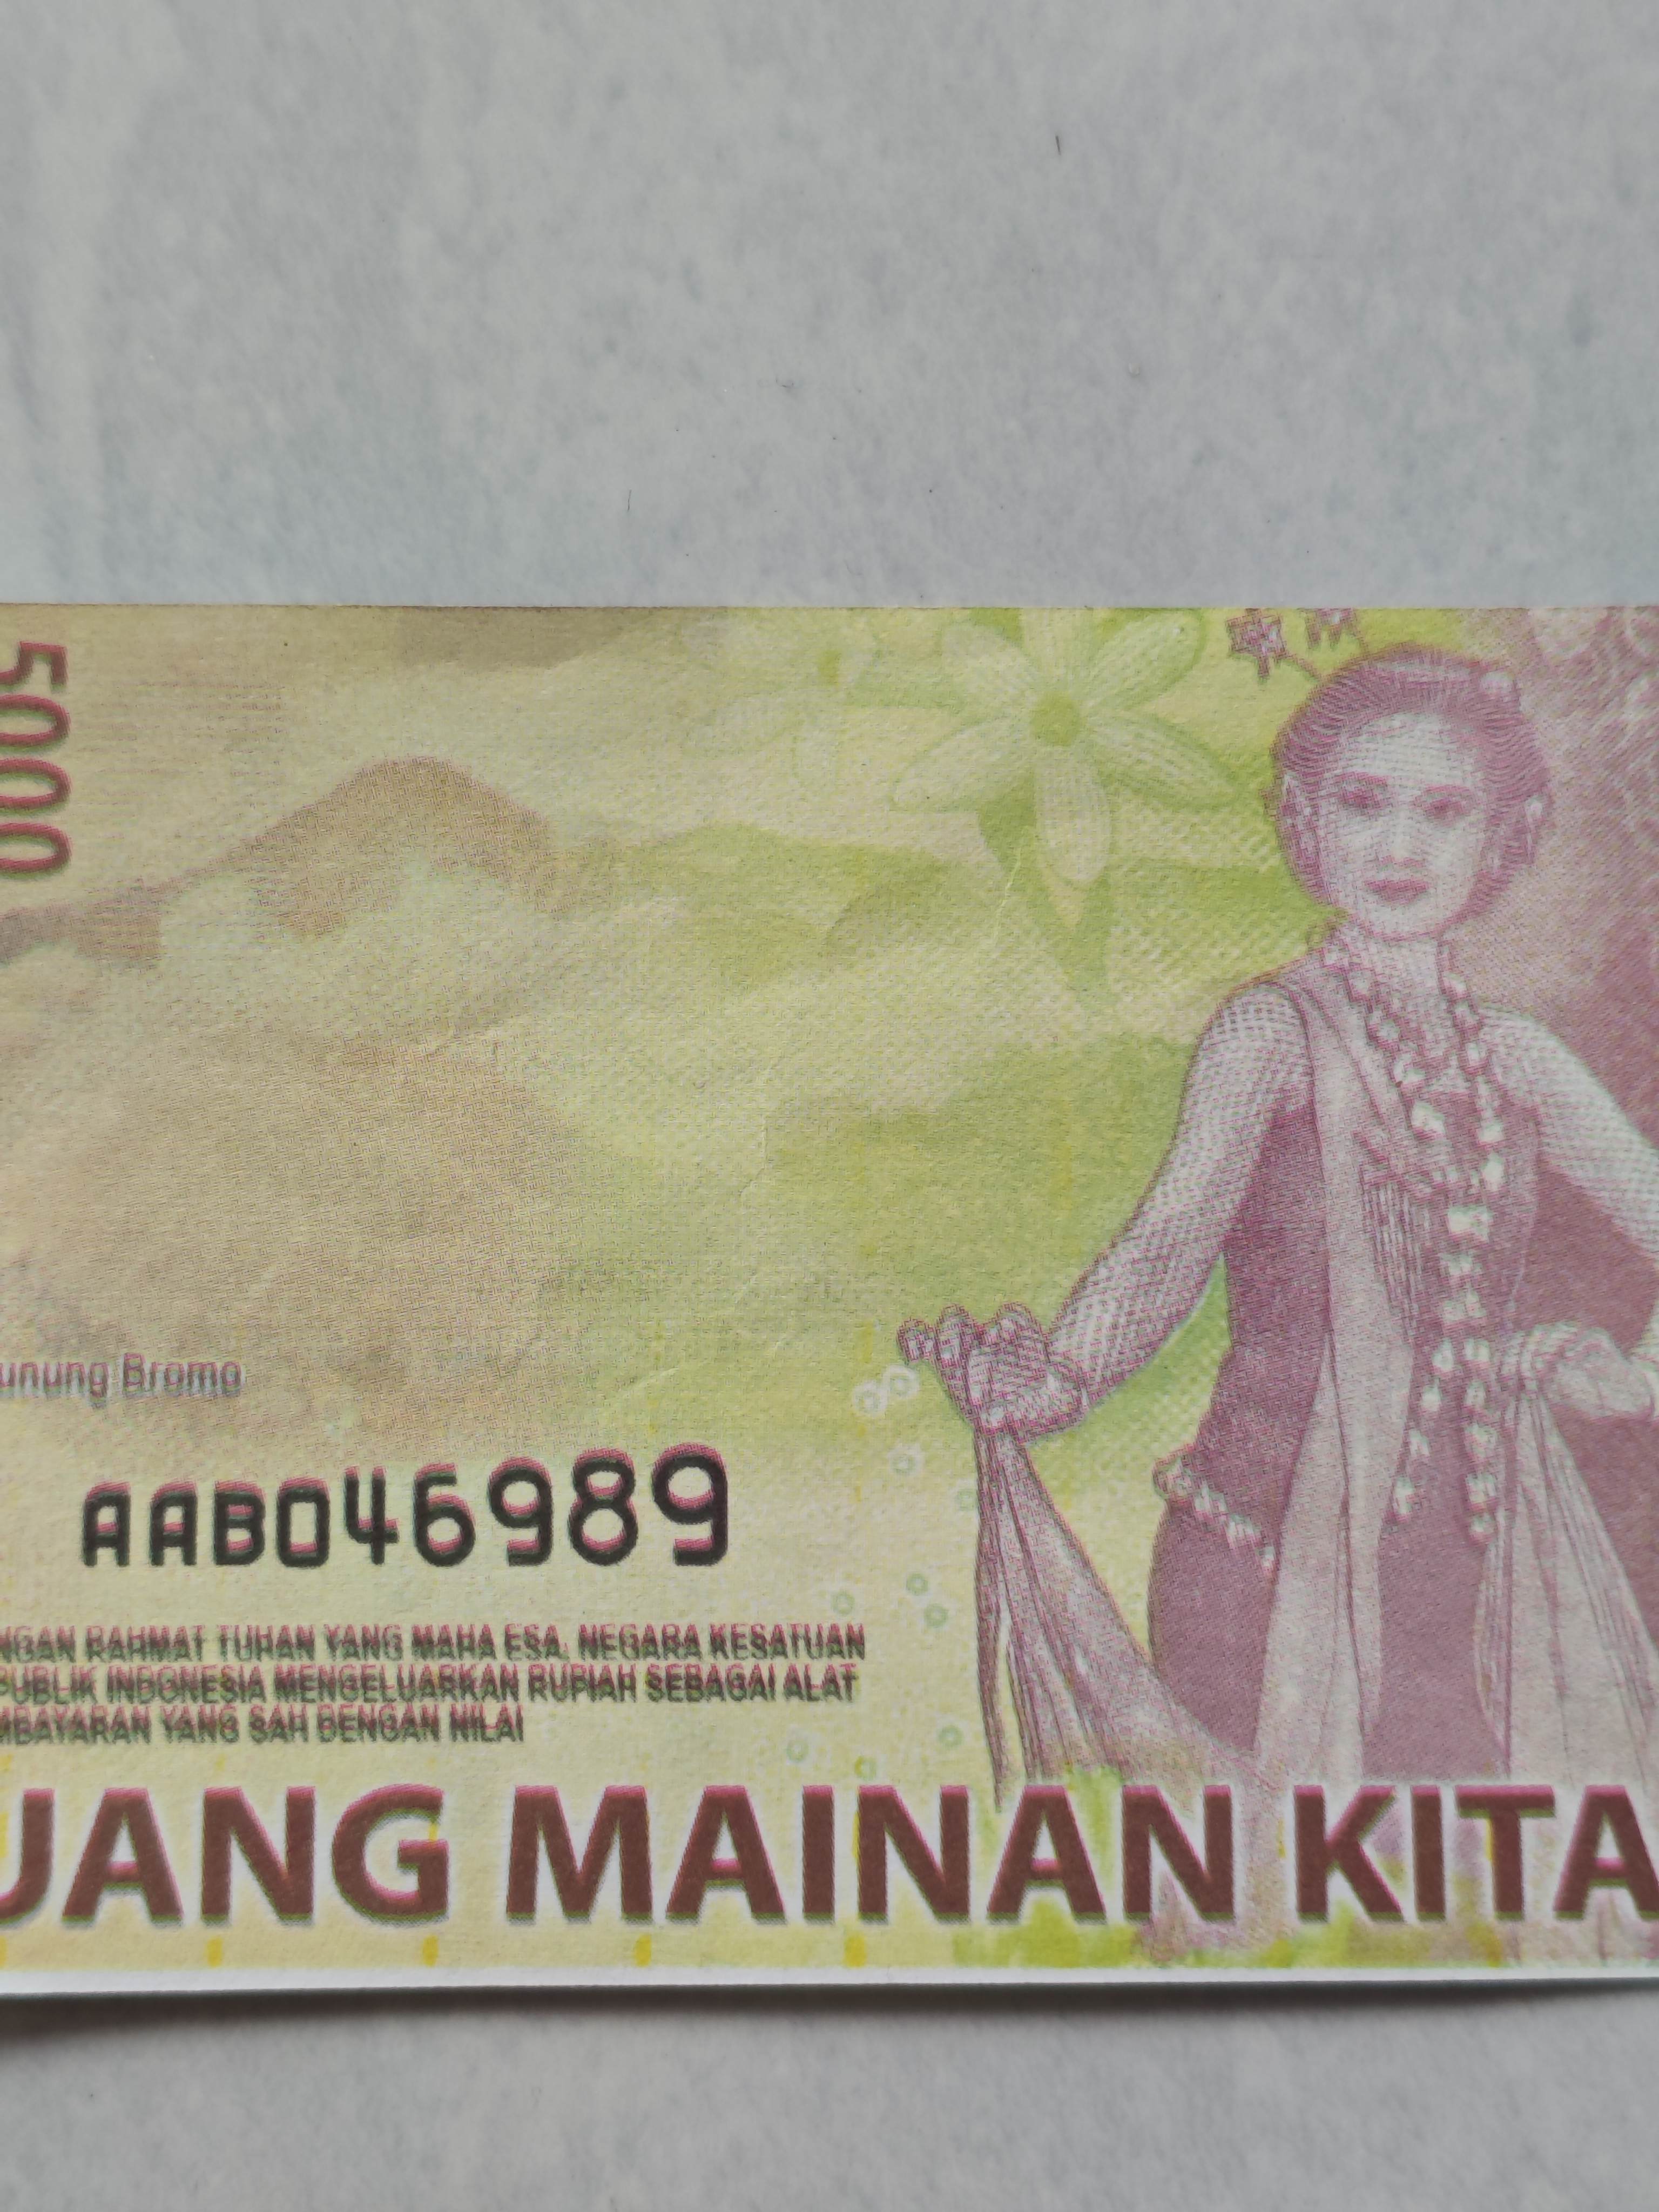 5000
unung Bromo
AAB046989
NGAN RAHMAT TUHAN YANG MAHA ESA, NEGARA KESATUAN
PUBLIK INDONESIA MENGELUARKAN RUPIAH SEBAGAI ALAT
MBAYARAN YANG SAH DENGAN NILAI
UANG MAINAN KITA